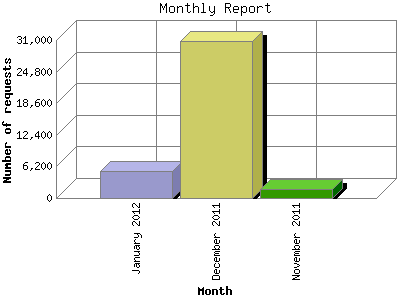 Monthly Report
Number of requests
31,000
24,800
18,600
12,400
6,200
0
January 2012
December 2011
November 2011
Month